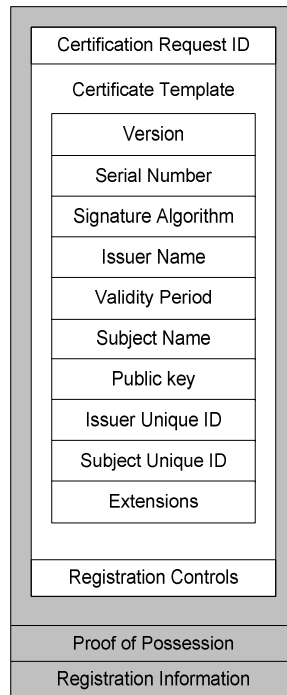 Certification Request ID
Certificate Template
Version
Serial Number
Signature Algorithm
Issuer Name
Validity Period
Subject Name
Public key
Issuer Unique ID
Subject Unique ID
Extensions
Registration Controls
Proof of Possession
Registration Information